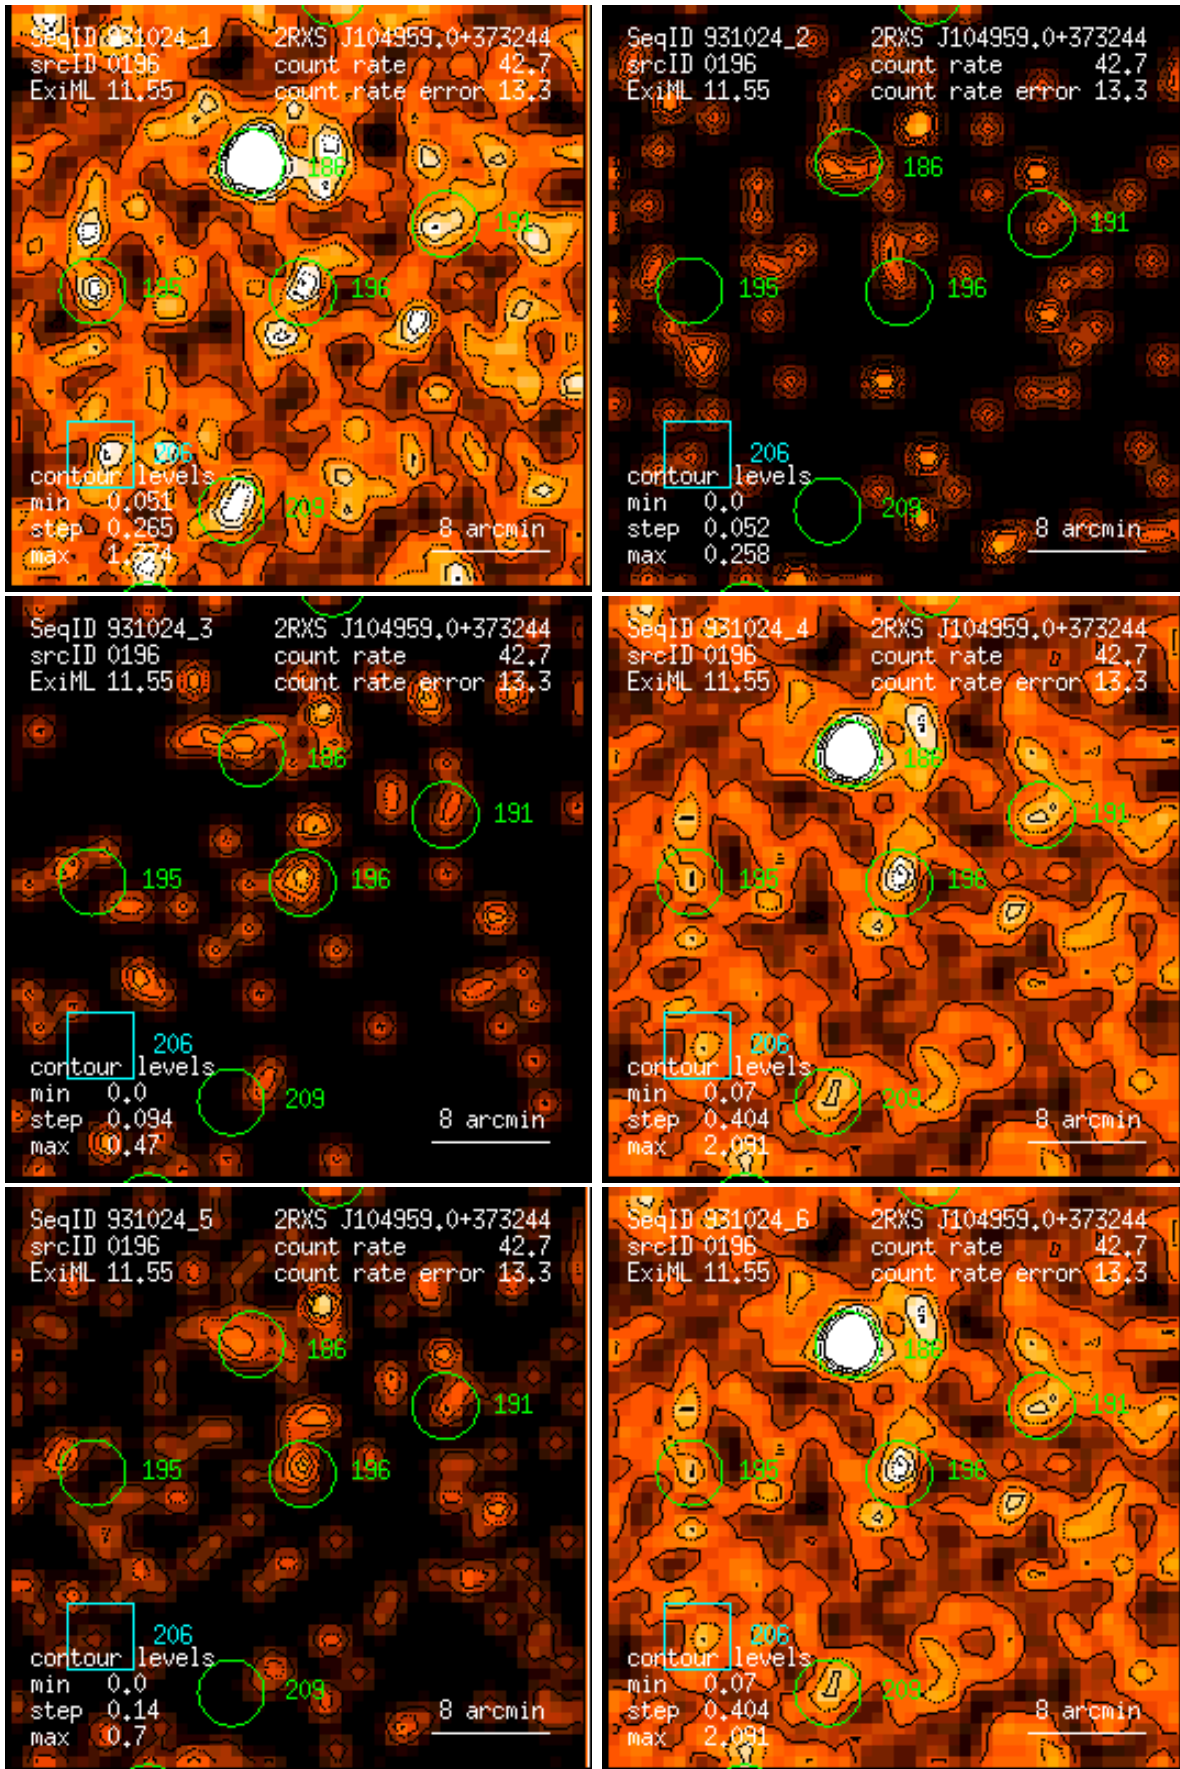 SeqID 931024_1 2RXS J104959.0+373244
srcID 0196 count rate 42.7
ExiML 11.55 count rate error 13.3
186
191
195 196
206
contour levels
min 0.051
209
step 0.265 8 arcmin
max
SeqID 931024_2 2RXS J104959.0+373244
srcID 0196 count rate 42.7
ExiML 11.55 count rate error 13.3
186
191
195 196
206
contour levels
min 0.0
209
step 0.052 8 arcmin
max 0.258
SeqID 931024_3 2RXS J104959.0+373244
srcID 0196 count rate 42.7
ExiML 11.55 count rate error 13.3
186
191
195 196
206
contour levels
min 0.0
209
step 0.094 8 arcmin
max 0.47
SeqID 931024_4 2RXS J104959.0+373244
srcID 0196 count rate 42.7
ExiML 11.55 count rate error 13.3
186
191
195 196
206
contour levels
min 0.07
209
step 0.404 8 arcmin
max 2.091
SeqID 931024_5 2RXS J104959.0+373244
srcID 0196 count rate 42.7
ExiML 11.55 count rate error 13.3
186
191
195 196
206
contour levels
min 0.0
209
step 0.14 8 arcmin
max 0.7
SeqID 931024_6 2RXS J104959.0+373244
srcID 0196 count rate 42.7
ExiML 11.55 count rate error 13.3
186
191
195 196
206
contour levels
min 0.07
209
step 0.404 8 arcmin
max 2.091